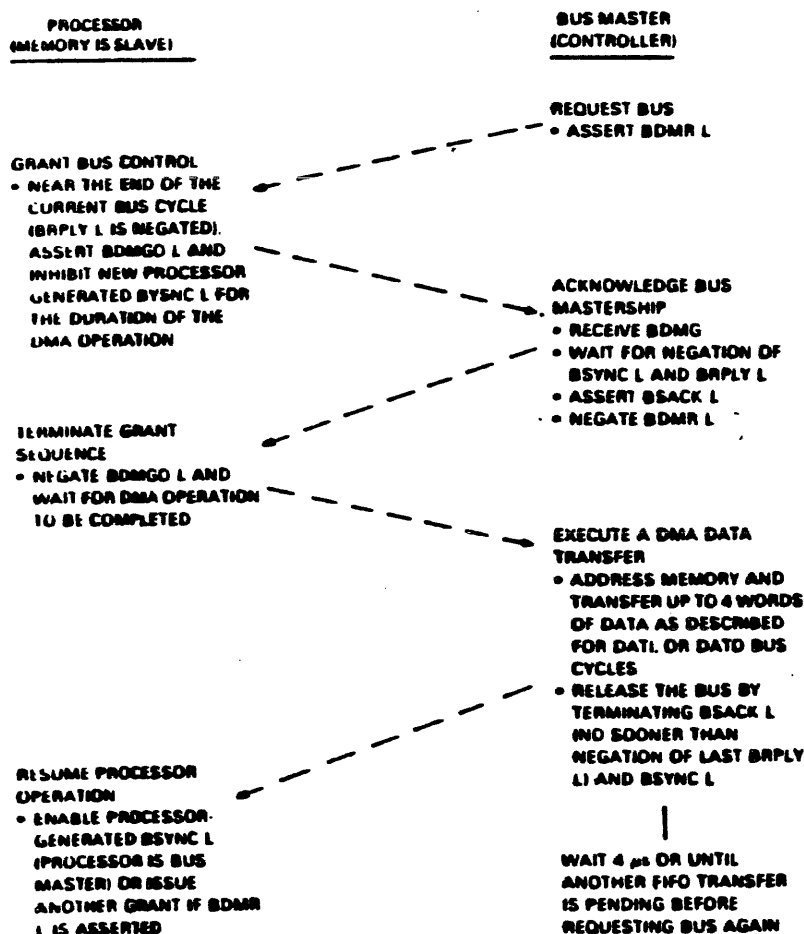 PROCESSOR
(MEMORY IS SLAVE)
BUS MASTER
(CONTROLLER)
REQUEST BUS
• ASSERT BDMR L
GRANT BUS CONTROL
• NEAR THE END OF THE
CURRENT BUS CYCLE
(BRPLY L IS NEGATED),
ASSERT BDMGO L AND
INHIBIT NEW PROCESSOR
GENERATED BYSNC L FOR
THE DURATION OF THE
DMA OPERATION
ACKNOWLEDGE BUS
MASTERSHIP
• RECEIVE BDMG
• WAIT FOR NEGATION OF
BSYNC L AND BRPLY L
• ASSERT BSACK L
• NEGATE BDMR L
TERMINATE GRANT
SEQUENCE
• NEGATE BDMGO L AND
WAIT FOR DMA OPERATION
TO BE COMPLETED
EXECUTE A DMA DATA
TRANSFER
• ADDRESS MEMORY AND
TRANSFER UP TO 4 WORDS
OF DATA AS DESCRIBED
FOR DATI, OR DATO BUS
CYCLES
• RELEASE THE BUS BY
TERMINATING BSACK L
(NO SOONER THAN
NEGATION OF LAST BRPLY
L) AND BSYNC L
RESUME PROCESSOR
OPERATION
• ENABLE PROCESSOR-
GENERATED BSYNC L
(PROCESSOR IS BUS
MASTER) OR ISSUE
ANOTHER GRANT IF BDMR
L IS ASSERTED
WAIT 4 µs OR UNTIL
ANOTHER FIFO TRANSFER
IS PENDING BEFORE
REQUESTING BUS AGAIN